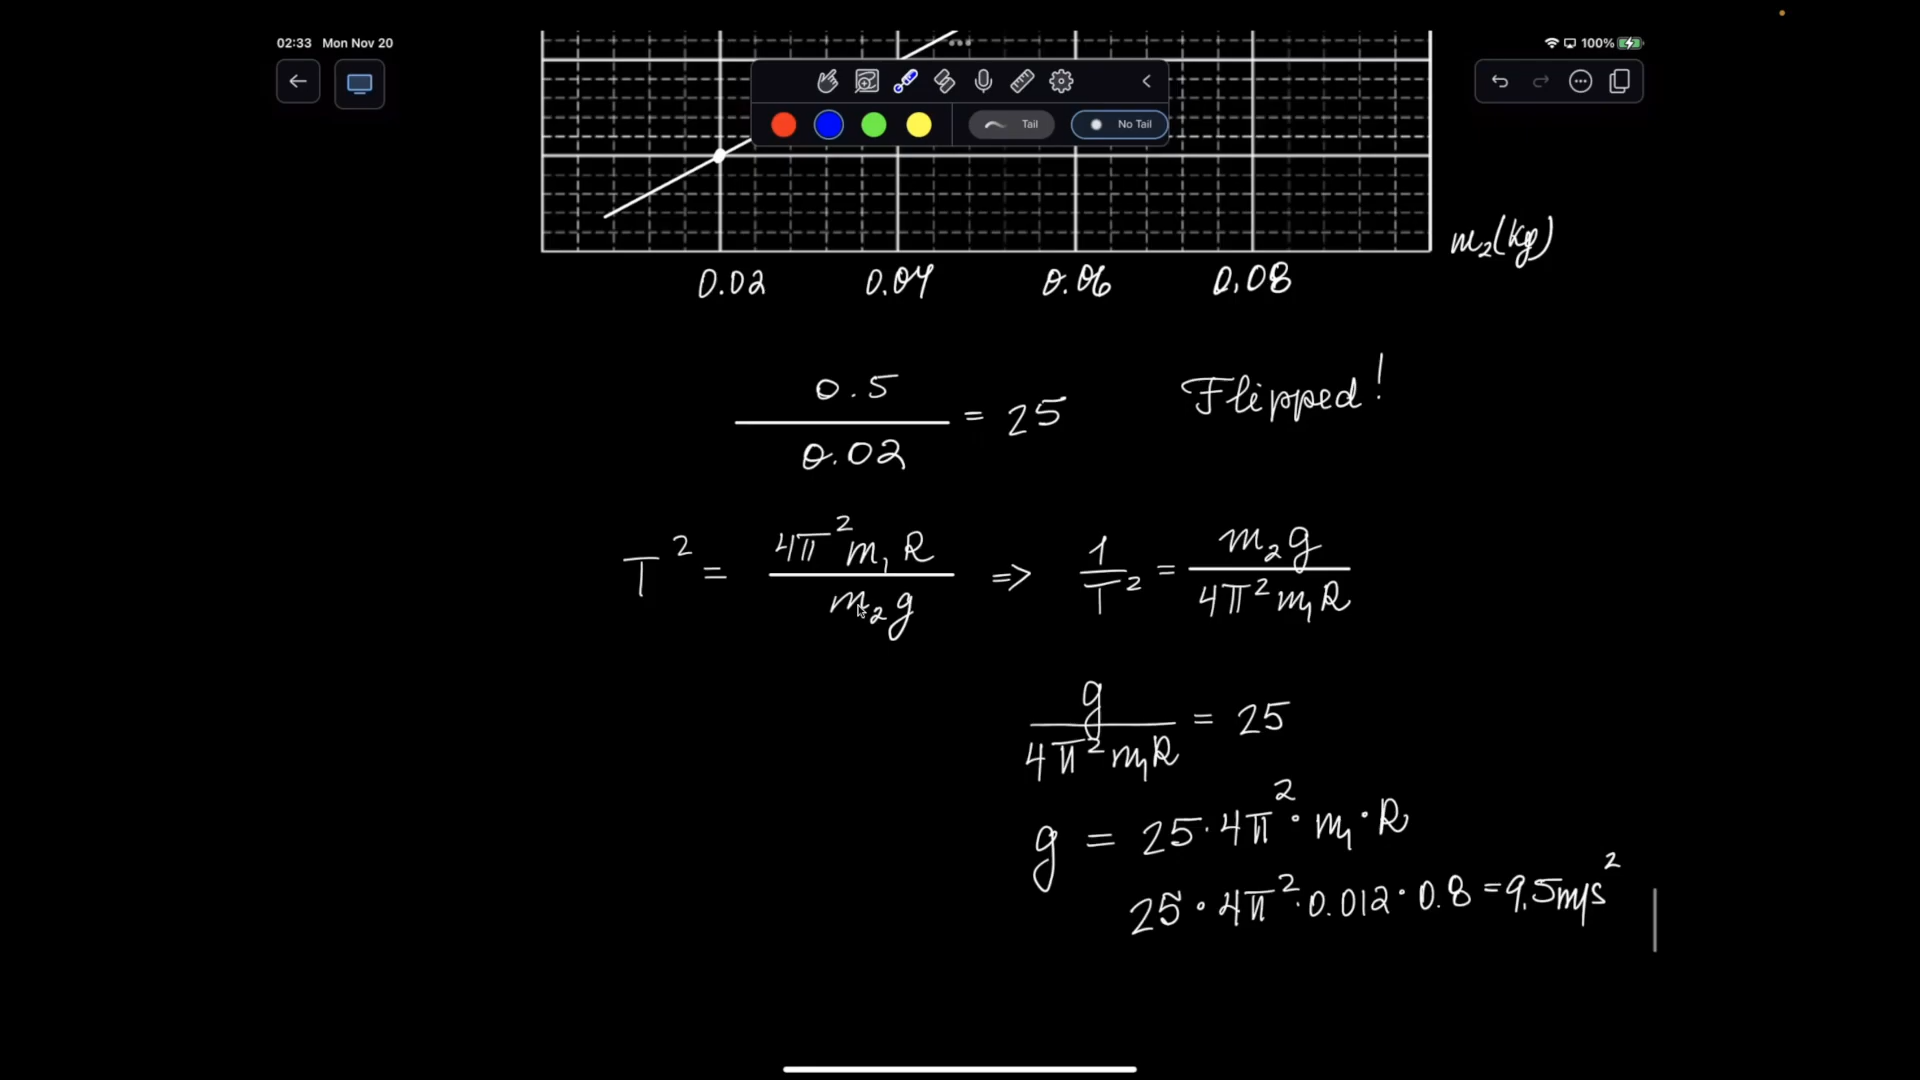 02:33 Mon Nov 20
100%
Tail
No Tail
m₂(kg)
0.02 0.04 0.06 0.08
0.5 / 0.02 = 25
Flipped!
T² = 4π²m₁R / m₂g => 1/T² = m₂g / 4π²m₁R
g / 4π²m₁R = 25
g = 25·4π²·m₁·R
25·4π²·0.012·0.8=9.5m/s²